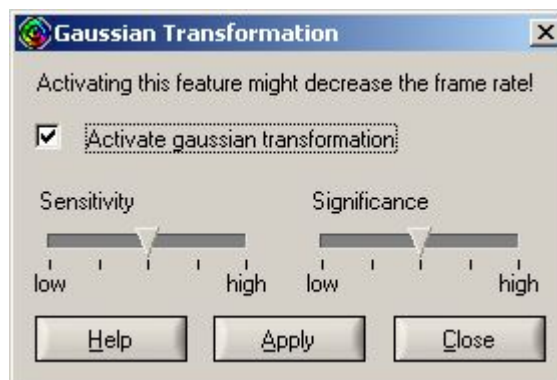 Gaussian Transformation
Activating this feature might decrease the frame rate!
Activate gaussian transformation
Sensitivity Significance
low high low high
Help Apply Close